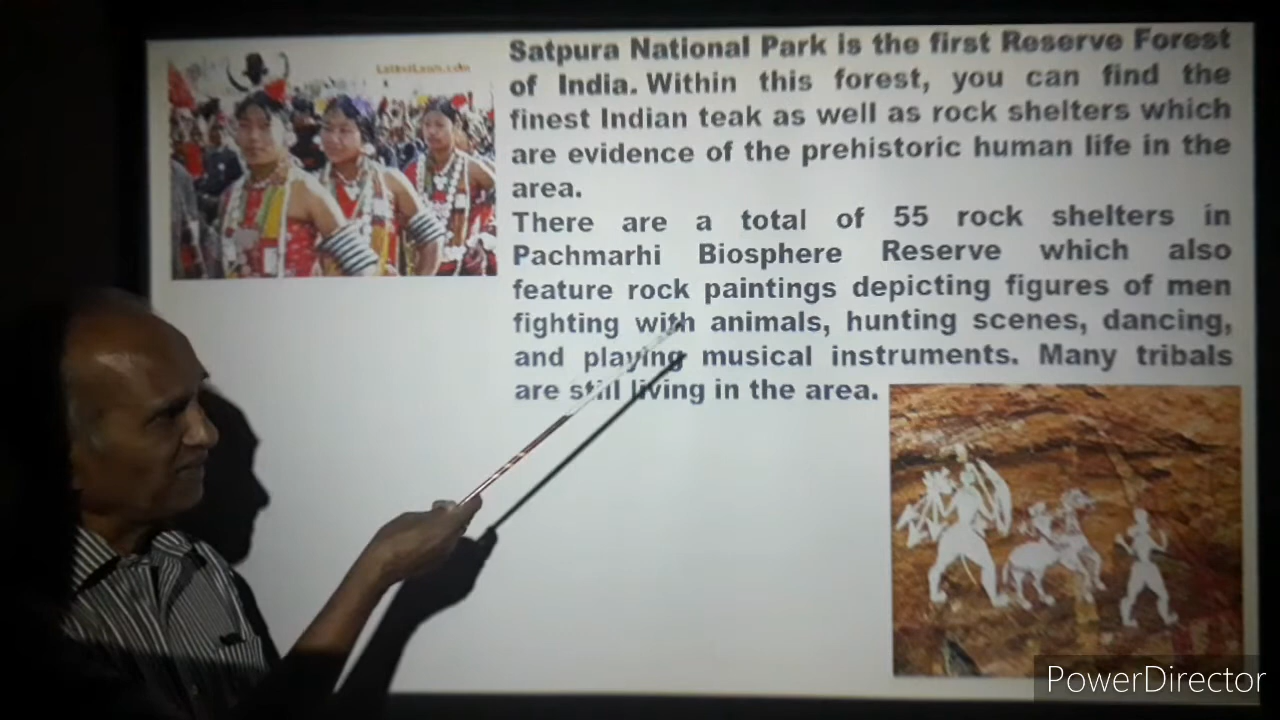 LatestLaws.com
Satpura National Park is the first Reserve Forest
of India. Within this forest, you can find the
finest Indian teak as well as rock shelters which
are evidence of the prehistoric human life in the
area.
There are a total of 55 rock shelters in
Pachmarhi Biosphere Reserve which also
feature rock paintings depicting figures of men
fighting with animals, hunting scenes, dancing,
and playing musical instruments. Many tribals
are still living in the area.
PowerDirector